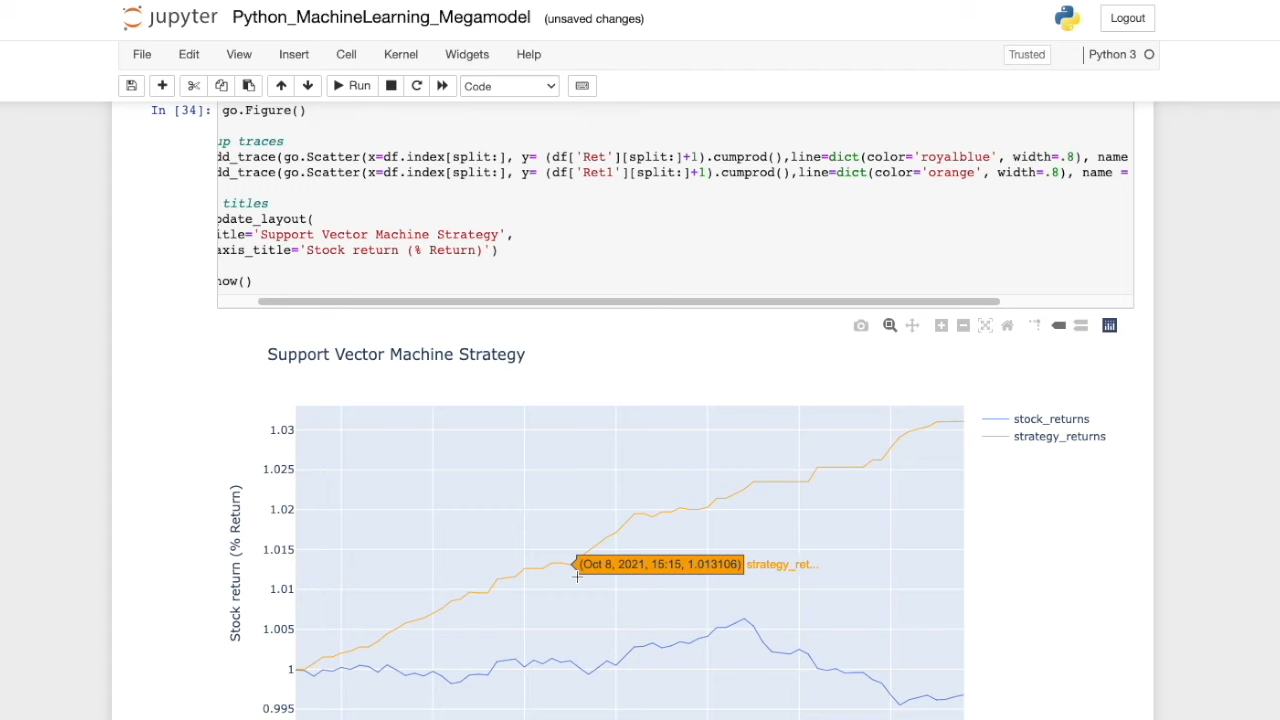 jupyter Python_MachineLearning_Megamodel (unsaved changes) Logout
File Edit View Insert Cell Kernel Widgets Help Trusted Python 3
Run Code
In [34]: go.Figure()
up traces
dd_trace(go.Scatter(x=df.index[split:], y= (df['Ret'][split:]+1).cumprod(),line=dict(color='royalblue', width=.8), name
dd_trace(go.Scatter(x=df.index[split:], y= (df['Ret1'][split:]+1).cumprod(),line=dict(color='orange', width=.8), name =
titles
pdate_layout(
itle='Support Vector Machine Strategy',
axis_title='Stock return (% Return)')
how()
Support Vector Machine Strategy
stock_returns
strategy_returns
1.03
1.025
1.02
1.015
1.01
1.005
1
0.995
Stock return (% Return)
(Oct 8, 2021, 15:15, 1.013106) strategy_ret...